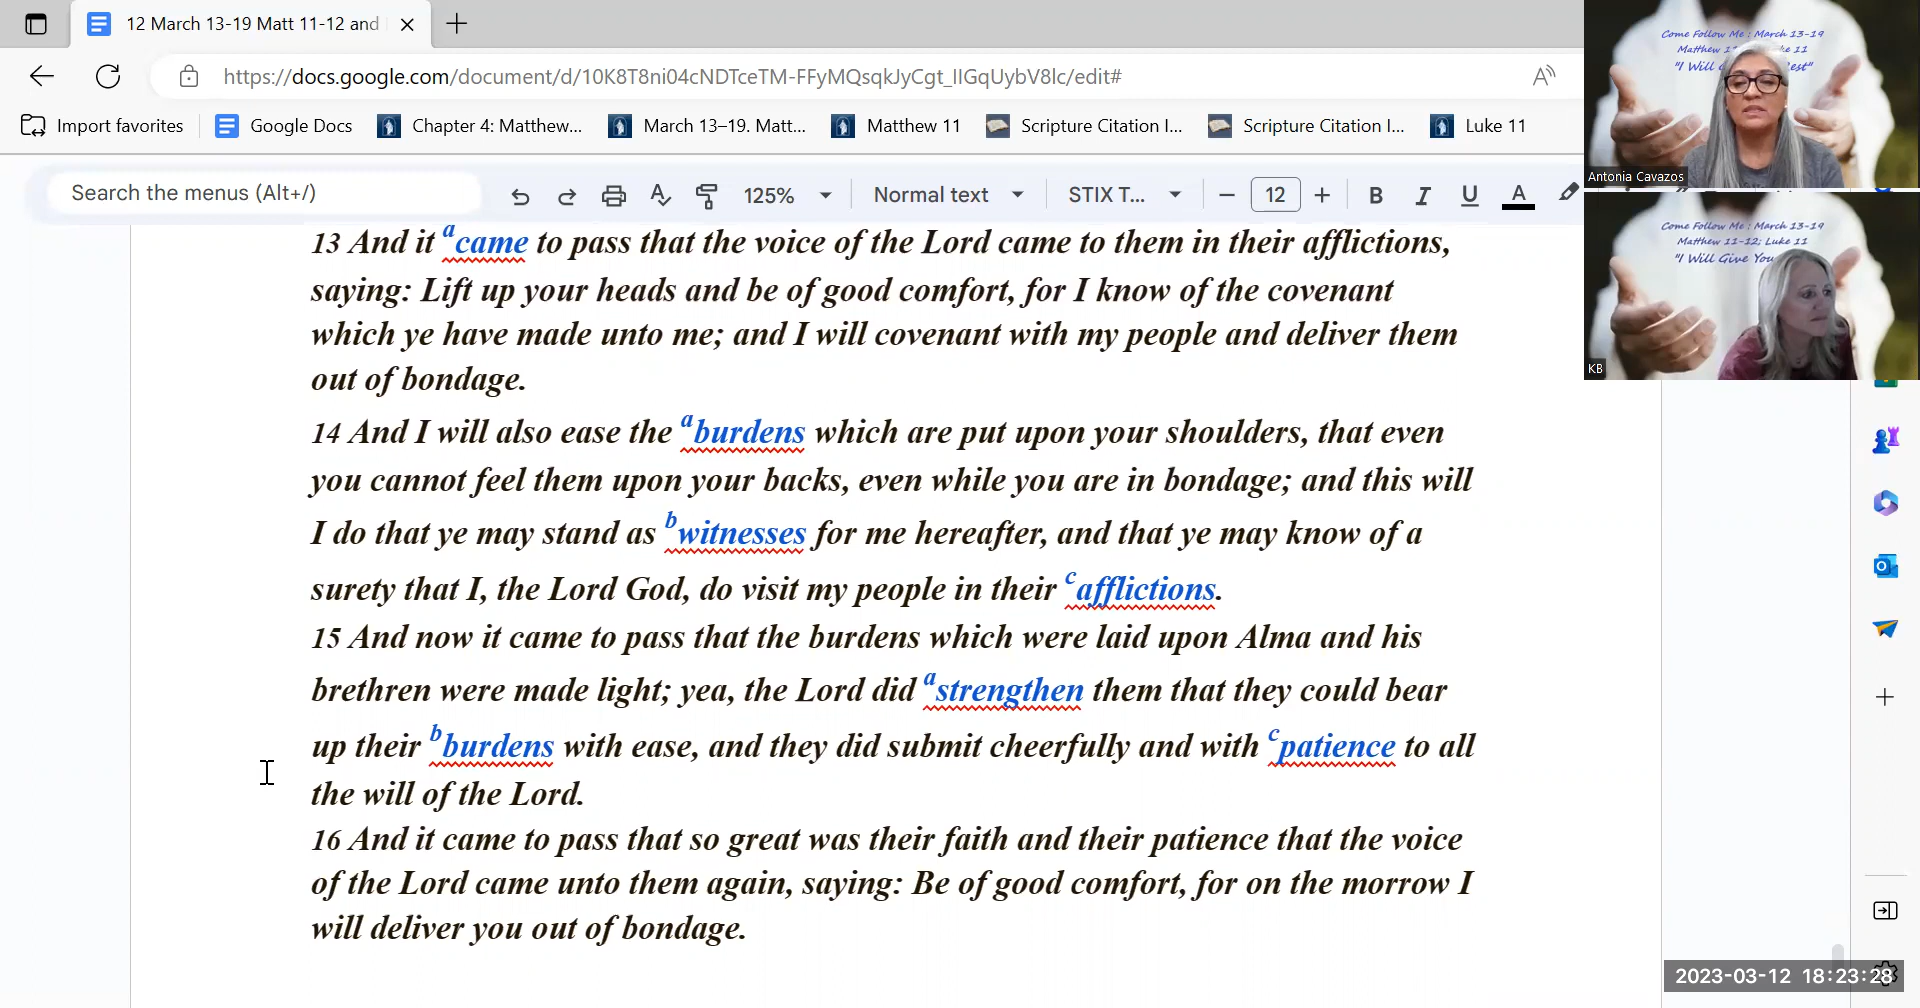 12 March 13-19 Matt 11-12 and
https://docs.google.com/document/d/10K8T8ni04cNDTceTM-FFyMQsqkJyCgt_IIGqUybV8lc/edit#
Import favorites
Google Docs
Chapter 4: Matthew...
March 13–19. Matt...
Matthew 11
Scripture Citation I...
Scripture Citation I...
Luke 11
Search the menus (Alt+/)
125%
Normal text
STIX T...
12
B I U A
13 And it a came to pass that the voice of the Lord came to them in their afflictions,
saying: Lift up your heads and be of good comfort, for I know of the covenant
which ye have made unto me; and I will covenant with my people and deliver them
out of bondage.
14 And I will also ease the a burdens which are put upon your shoulders, that even
you cannot feel them upon your backs, even while you are in bondage; and this will
I do that ye may stand as b witnesses for me hereafter, and that ye may know of a
surety that I, the Lord God, do visit my people in their c afflictions.
15 And now it came to pass that the burdens which were laid upon Alma and his
brethren were made light; yea, the Lord did a strengthen them that they could bear
up their b burdens with ease, and they did submit cheerfully and with c patience to all
the will of the Lord.
16 And it came to pass that so great was their faith and their patience that the voice
of the Lord came unto them again, saying: Be of good comfort, for on the morrow I
will deliver you out of bondage.
Come Follow Me : March 13-19
Matthew 11
Luke 11
"I Will
Antonia Cavazos
Come Follow Me : March 13-19
Matthew 11-12; Luke 11
"I Will Give You
KB
2023-03-12 18:23:28